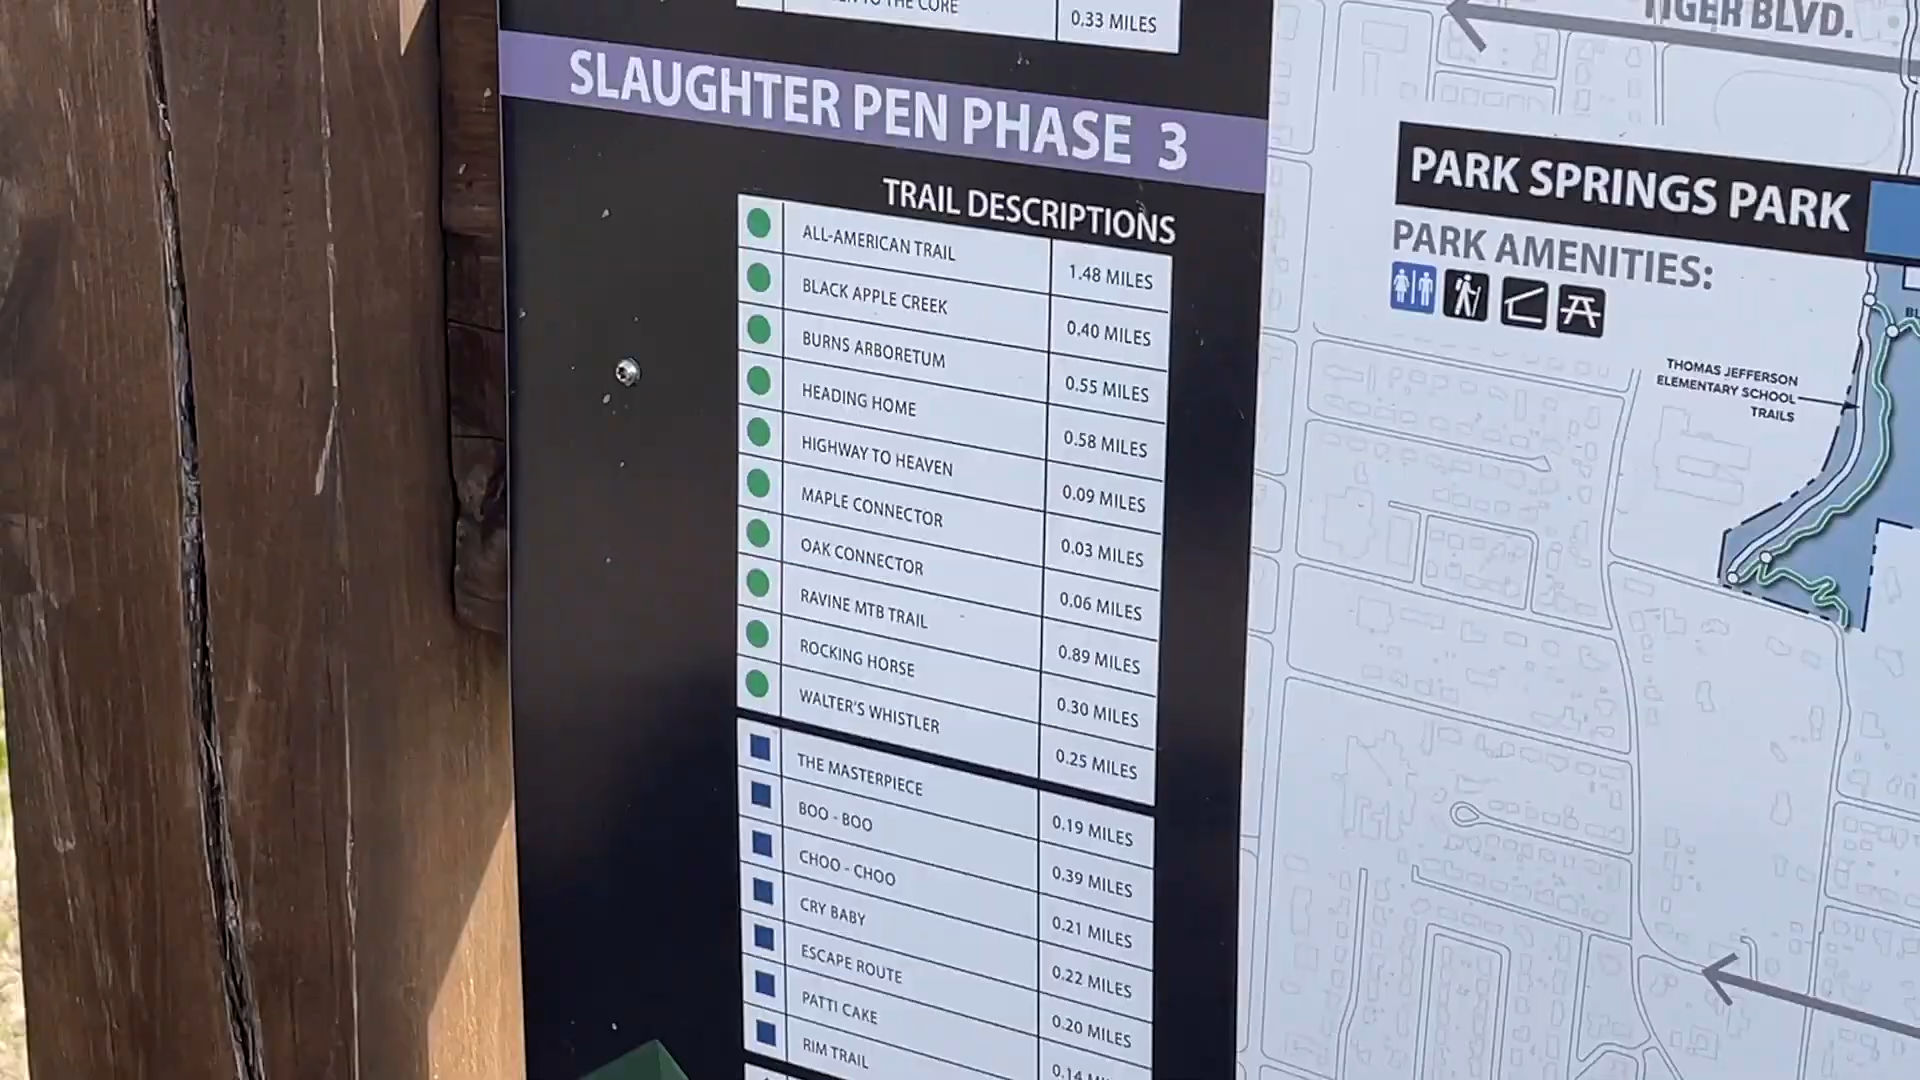 TO THE CORE 0.33 MILES
SLAUGHTER PEN PHASE 3
TRAIL DESCRIPTIONS
ALL-AMERICAN TRAIL 1.48 MILES
BLACK APPLE CREEK 0.40 MILES
BURNS ARBORETUM 0.55 MILES
HEADING HOME 0.58 MILES
HIGHWAY TO HEAVEN 0.09 MILES
MAPLE CONNECTOR 0.03 MILES
OAK CONNECTOR 0.06 MILES
RAVINE MTB TRAIL 0.89 MILES
ROCKING HORSE 0.30 MILES
WALTER'S WHISTLER 0.25 MILES
THE MASTERPIECE 0.19 MILES
BOO - BOO 0.39 MILES
CHOO - CHOO 0.21 MILES
CRY BABY 0.22 MILES
ESCAPE ROUTE 0.20 MILES
PATTI CAKE 0.14
RIM TRAIL
TIGER BLVD.
PARK SPRINGS PARK
PARK AMENITIES:
THOMAS JEFFERSON
ELEMENTARY SCHOOL
TRAILS